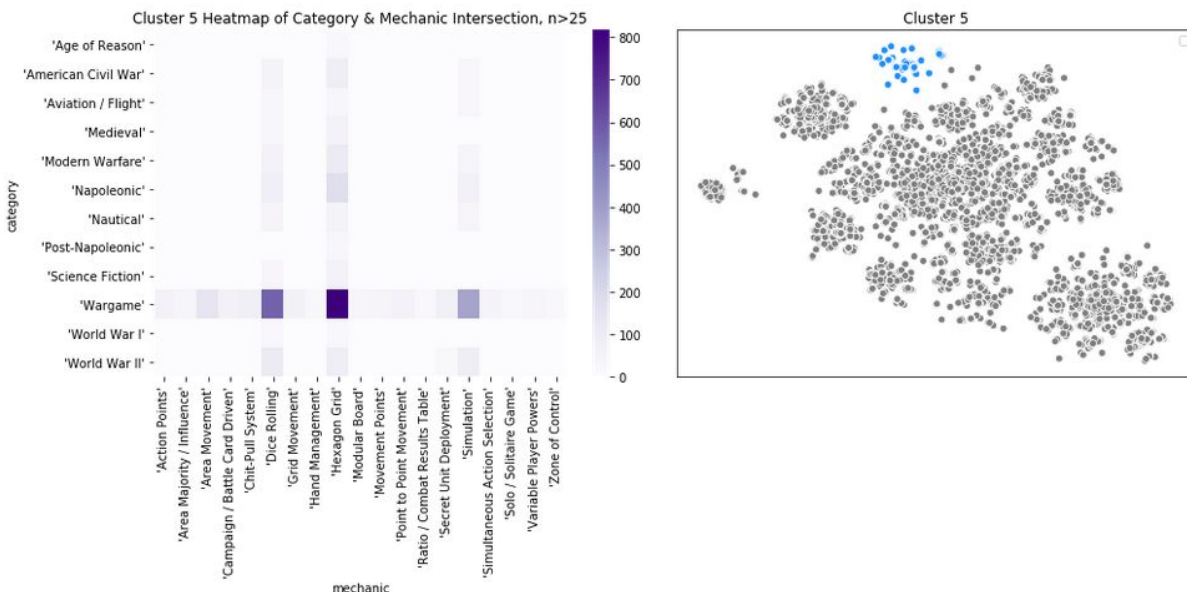 Cluster 5 Heatmap of Category & Mechanic Intersection, n>25
category
'Age of Reason'
'American Civil War'
'Aviation / Flight'
'Medieval'
'Modern Warfare'
'Napoleonic'
'Nautical'
'Post-Napoleonic'
'Science Fiction'
'Wargame'
'World War I'
'World War II'
'Action Points'
'Area Majority / Influence'
'Area Movement'
'Campaign / Battle Card Driven'
'Chit-Pull System'
'Dice Rolling'
'Grid Movement'
'Hand Management'
'Hexagon Grid'
'Modular Board'
'Movement Points'
'Point to Point Movement'
'Ratio / Combat Results Table'
'Secret Unit Deployment'
'Simulation'
'Simultaneous Action Selection'
'Solo / Solitaire Game'
'Variable Player Powers'
'Zone of Control'
mechanic
800
700
600
500
400
300
200
100
0
Cluster 5